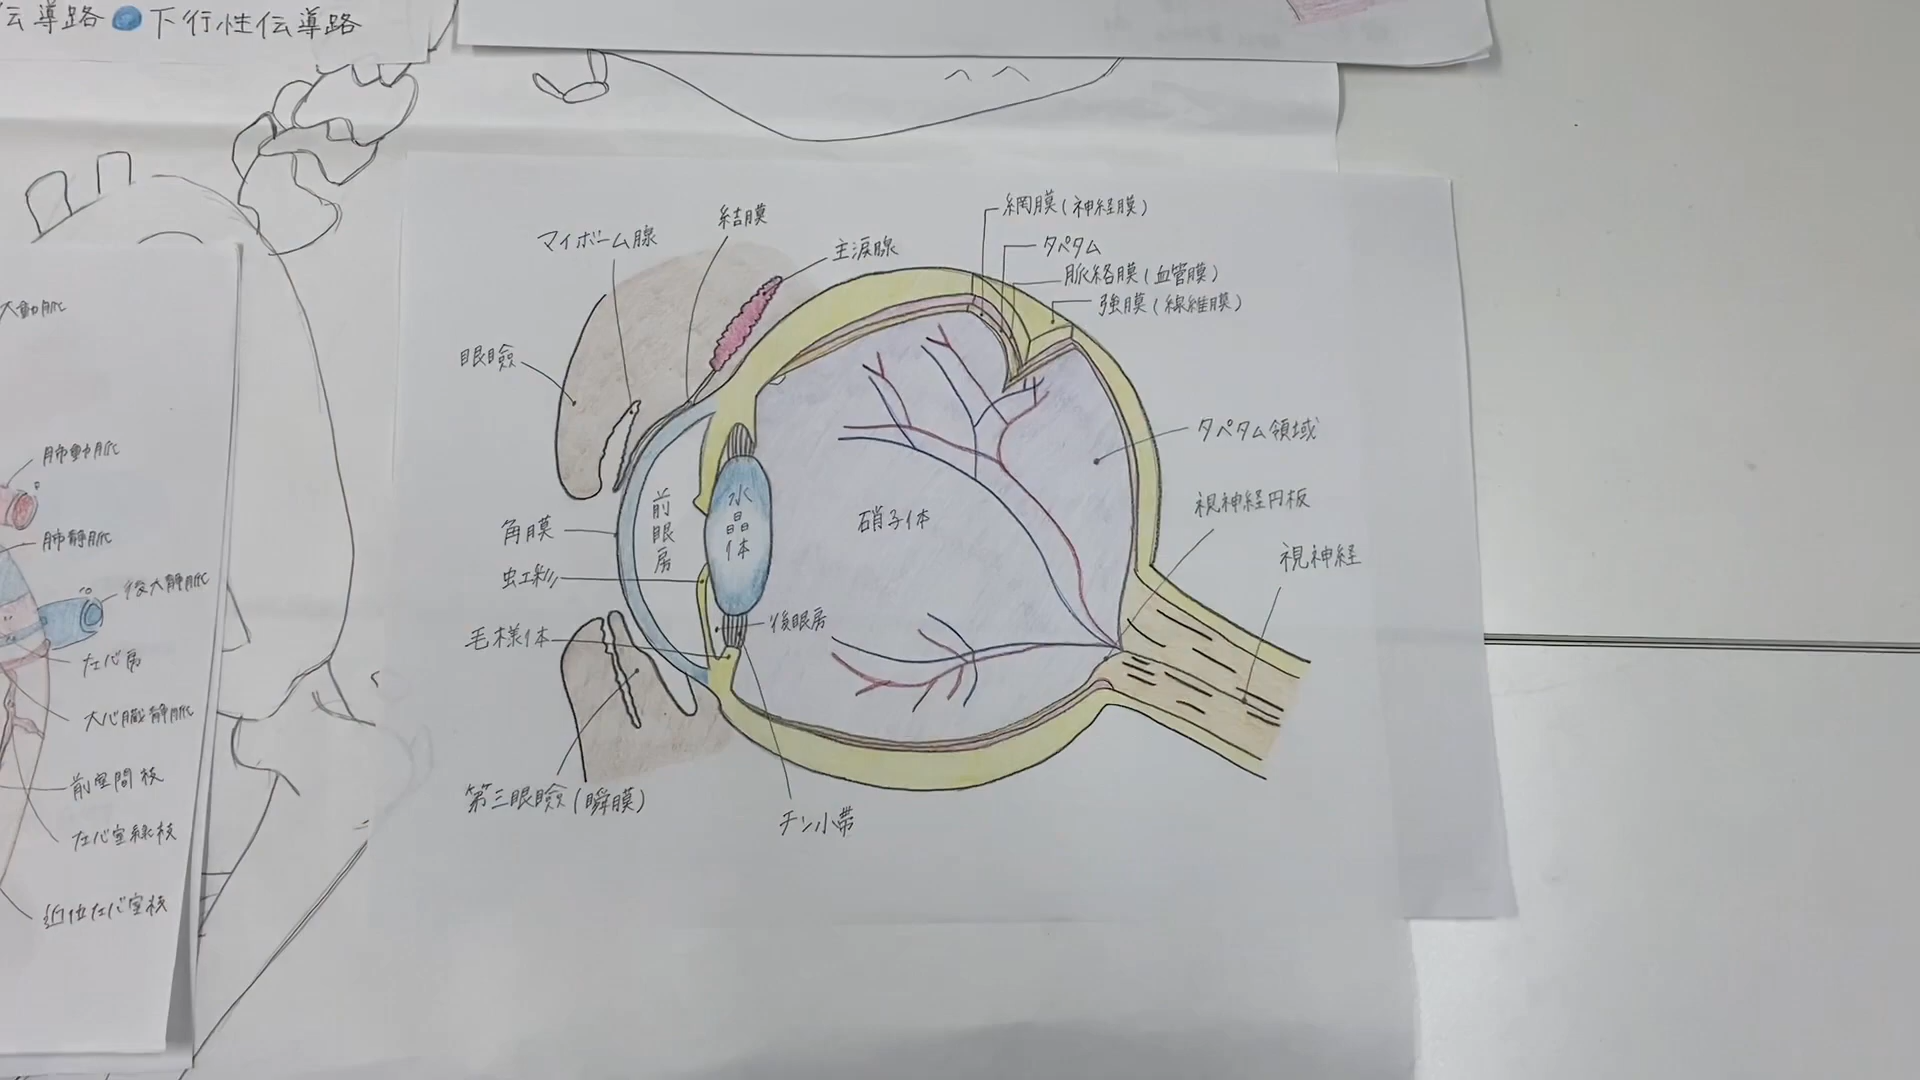 伝導路●下行性伝導路
大動脈
肺動脈
肺静脈
後大静脈
左心房
大心臓静脈
前室間枝
左心室縁枝
近位左心室枝
マイボーム腺
結膜
主涙腺
網膜(神経膜)
タペタム
脈絡膜(血管膜)
強膜(線維膜)
眼瞼
タペタム領域
視神経円板
視神経
角膜
前眼房
水晶体
硝子体
虹彩
毛様体
後眼房
第三眼瞼(瞬膜)
チン小帯